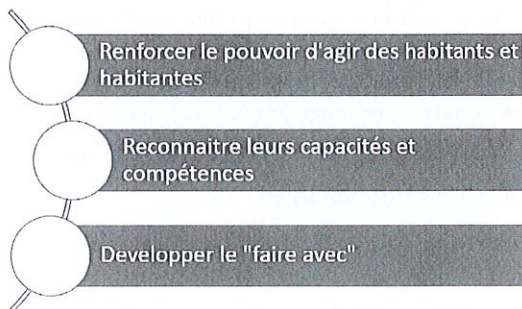 Renforcer le pouvoir d'agir des habitants et
habitantes
Reconnaitre leurs capacités et
compétences
Developper le "faire avec"